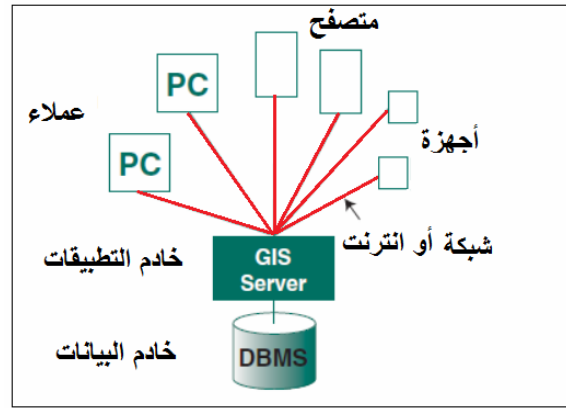 متصفح
PC
عملاء
PC
أجهزة
شبكة أو انترنت
خادم التطبيقات
GIS
Server
خادم البيانات
DBMS